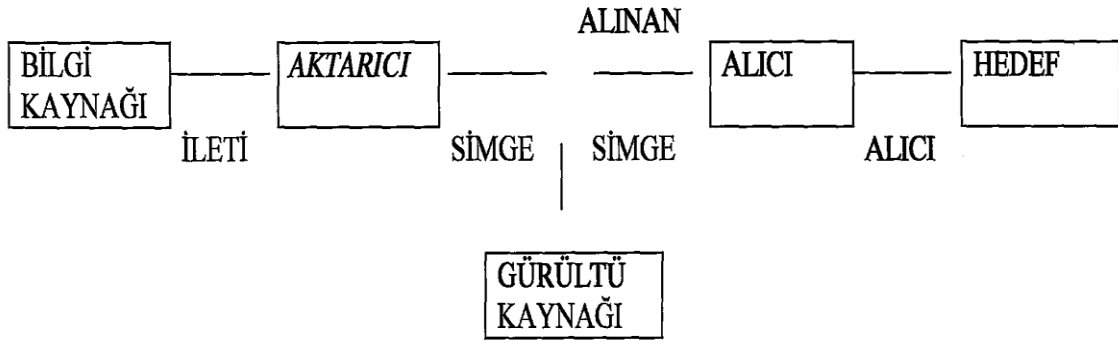 ALINAN
BİLGİ KAYNAĞI
AKTARICI
ALICI
HEDEF
İLETİ
SİMGE
SİMGE
ALICI
GÜRÜLTÜ
KAYNAĞI